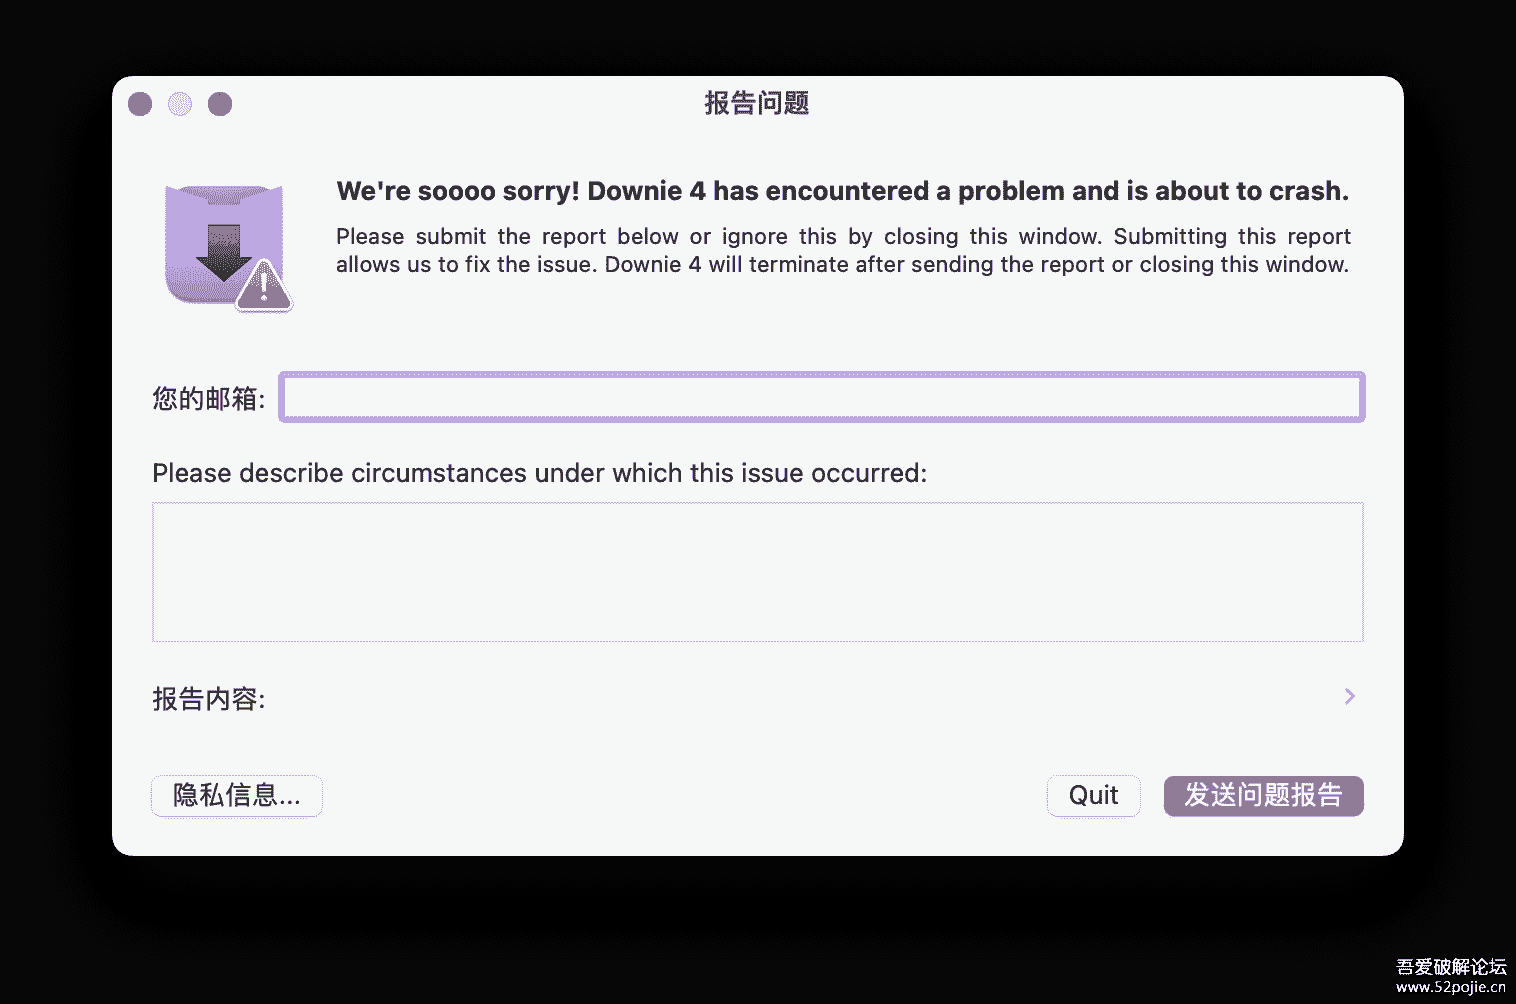 报告问题
We're soooo sorry! Downie 4 has encountered a problem and is about to crash.
Please submit the report below or ignore this by closing this window. Submitting this report
allows us to fix the issue. Downie 4 will terminate after sending the report or closing this window.
您的邮箱:
Please describe circumstances under which this issue occurred:
报告内容:
隐私信息...
Quit
发送问题报告
吾爱破解论坛
www.52pojie.cn